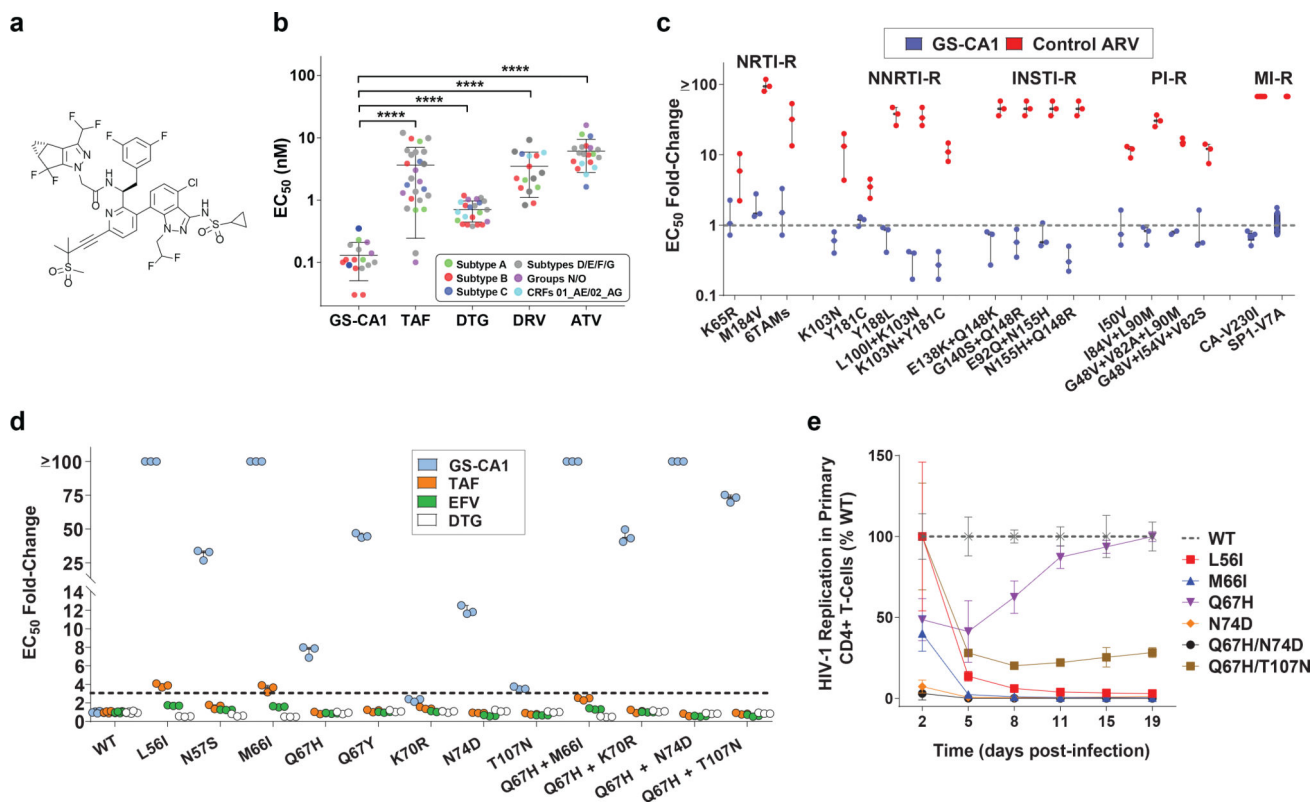 a
F
F
F
F
F
F
N
N
O
NH
N
Cl
N
N
NH
S
O
O
F
F
S
O
O
b
EC50 (nM)
100
10
1
0.1
****
****
****
****
Subtype A
Subtype B
Subtype C
Subtypes D/E/F/G
Groups N/O
CRFs 01_AE/02_AG
GS-CA1
TAF
DTG
DRV
ATV
c
GS-CA1
Control ARV
NRTI-R
NNRTI-R
INSTI-R
PI-R
MI-R
EC50 Fold-Change
≥ 100
10
1
0.1
K65R
M184V
6TAMs
K103N
Y181C
Y188L
L100I+K103N
K103N+Y181C
E138K+Q148K
G140S+Q148R
E92Q+N155H
N155H+Q148R
I50V
I84V+L90M
G48V+V82A+L90M
G48V+I54V+V82S
CA-V230I
SP1-V7A
d
EC50 Fold-Change
≥100
75
50
25
14
12
10
8
6
4
2
0
GS-CA1
TAF
EFV
DTG
WT
L56I
N57S
M66I
Q67H
Q67Y
K70R
N74D
T107N
Q67H + M66I
Q67H + K70R
Q67H + N74D
Q67H + T107N
e
HIV-1 Replication in Primary
CD4+ T-Cells (% WT)
150
100
50
0
2
5
8
11
15
19
Time (days post-infection)
WT
L56I
M66I
Q67H
N74D
Q67H/N74D
Q67H/T107N